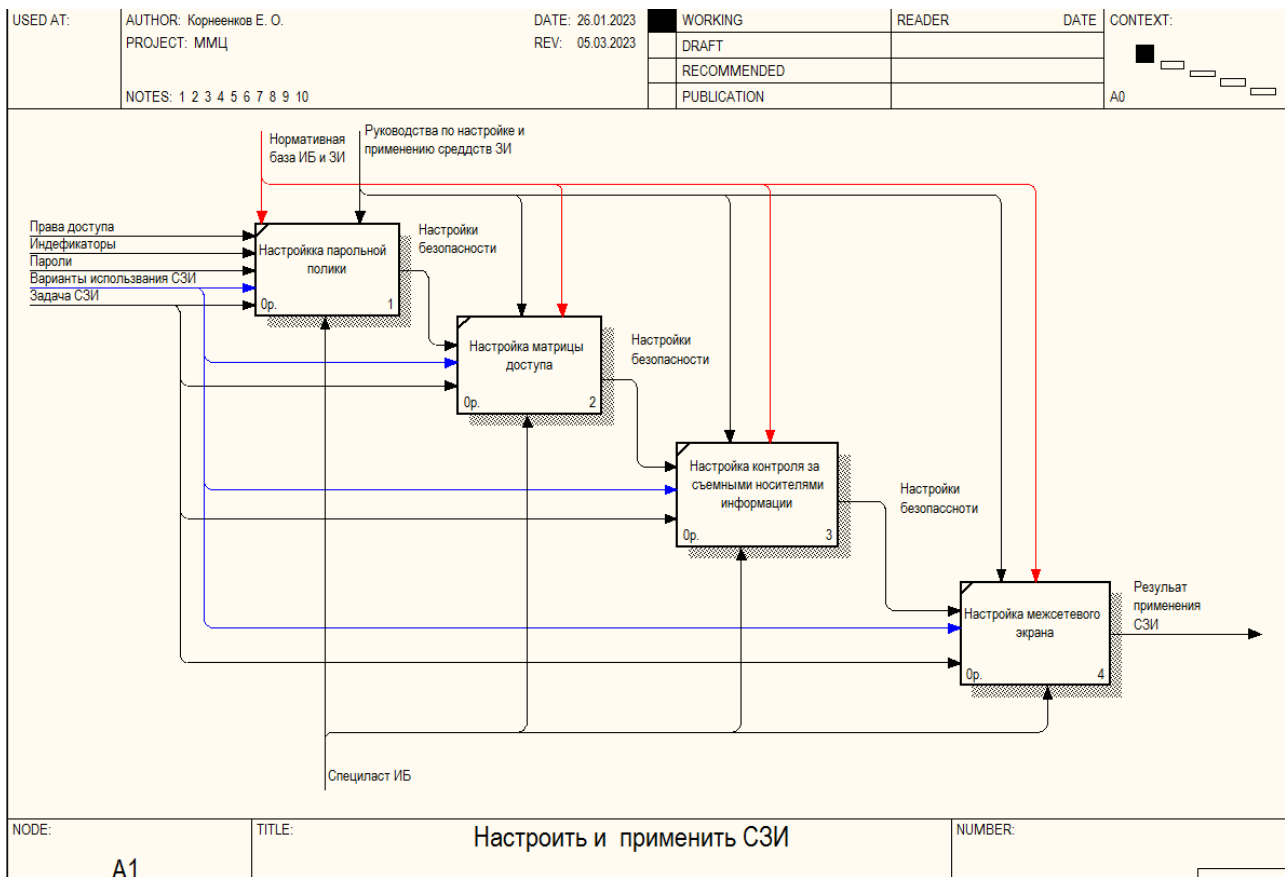 USED AT:
AUTHOR: Корнеенков Е. О.
DATE: 26.01.2023
PROJECT: ММЦ
REV: 05.03.2023
NOTES: 1 2 3 4 5 6 7 8 9 10
WORKING
DRAFT
RECOMMENDED
PUBLICATION
READER
DATE
CONTEXT:
A0
Нормативная
база ИБ и ЗИ
Руководства по настройке и
применению среддств ЗИ
Права доступа
Индефикаторы
Пароли
Варианты использвания СЗИ
Задача СЗИ
Настройкка парольной
полики
0р.
1
Настройки
безопасности
Настройка матрицы
доступа
0р.
2
Настройки
безопасности
Настройка контроля за
съемными носителями
информации
0р.
3
Настройки
безопассноти
Настройка межсетевого
экрана
0р.
4
Резульат
применения
СЗИ
Специласт ИБ
NODE:
A1
TITLE:
Настроить и применить СЗИ
NUMBER: